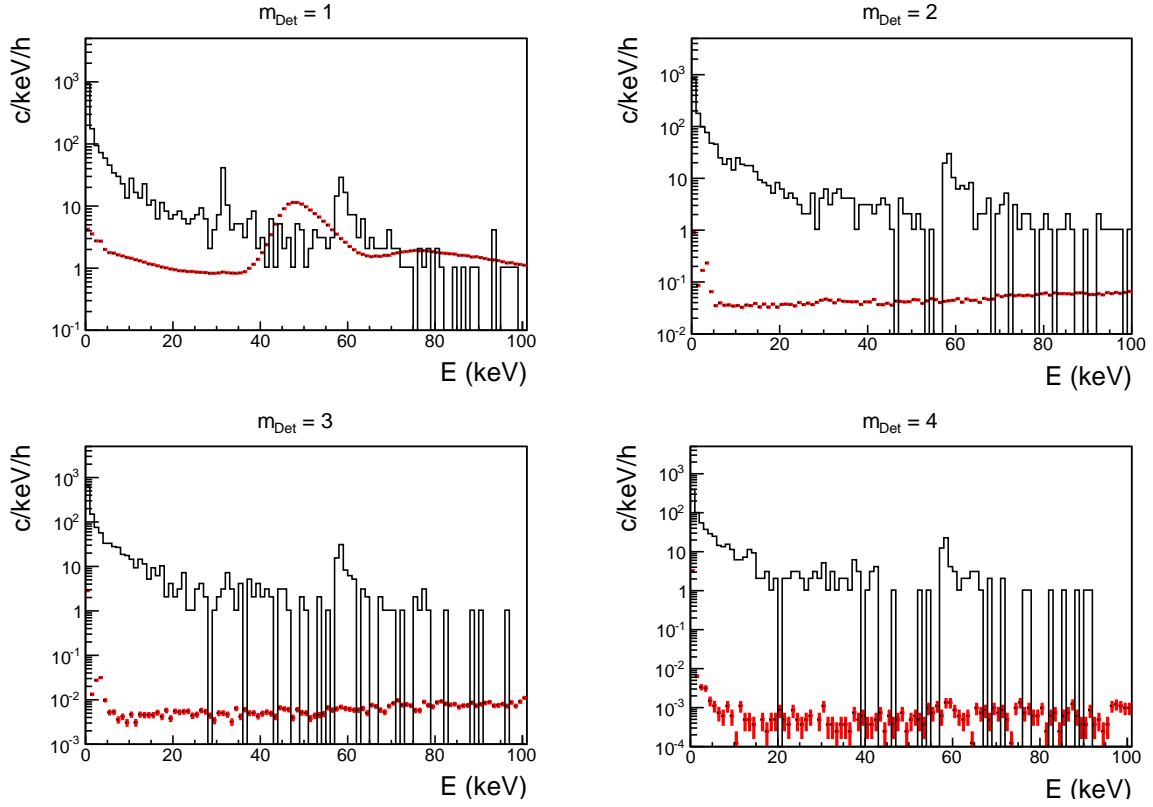 m_Det = 1
c/keV/h
10^3
10^2
10
1
10^-1
0 20 40 60 80 100
E (keV)
m_Det = 2
c/keV/h
10^3
10^2
10
1
10^-1
10^-2
0 20 40 60 80 100
E (keV)
m_Det = 3
c/keV/h
10^3
10^2
10
1
10^-1
10^-2
10^-3
0 20 40 60 80 100
E (keV)
m_Det = 4
c/keV/h
10^3
10^2
10
1
10^-1
10^-2
10^-3
10^-4
0 20 40 60 80 100
E (keV)